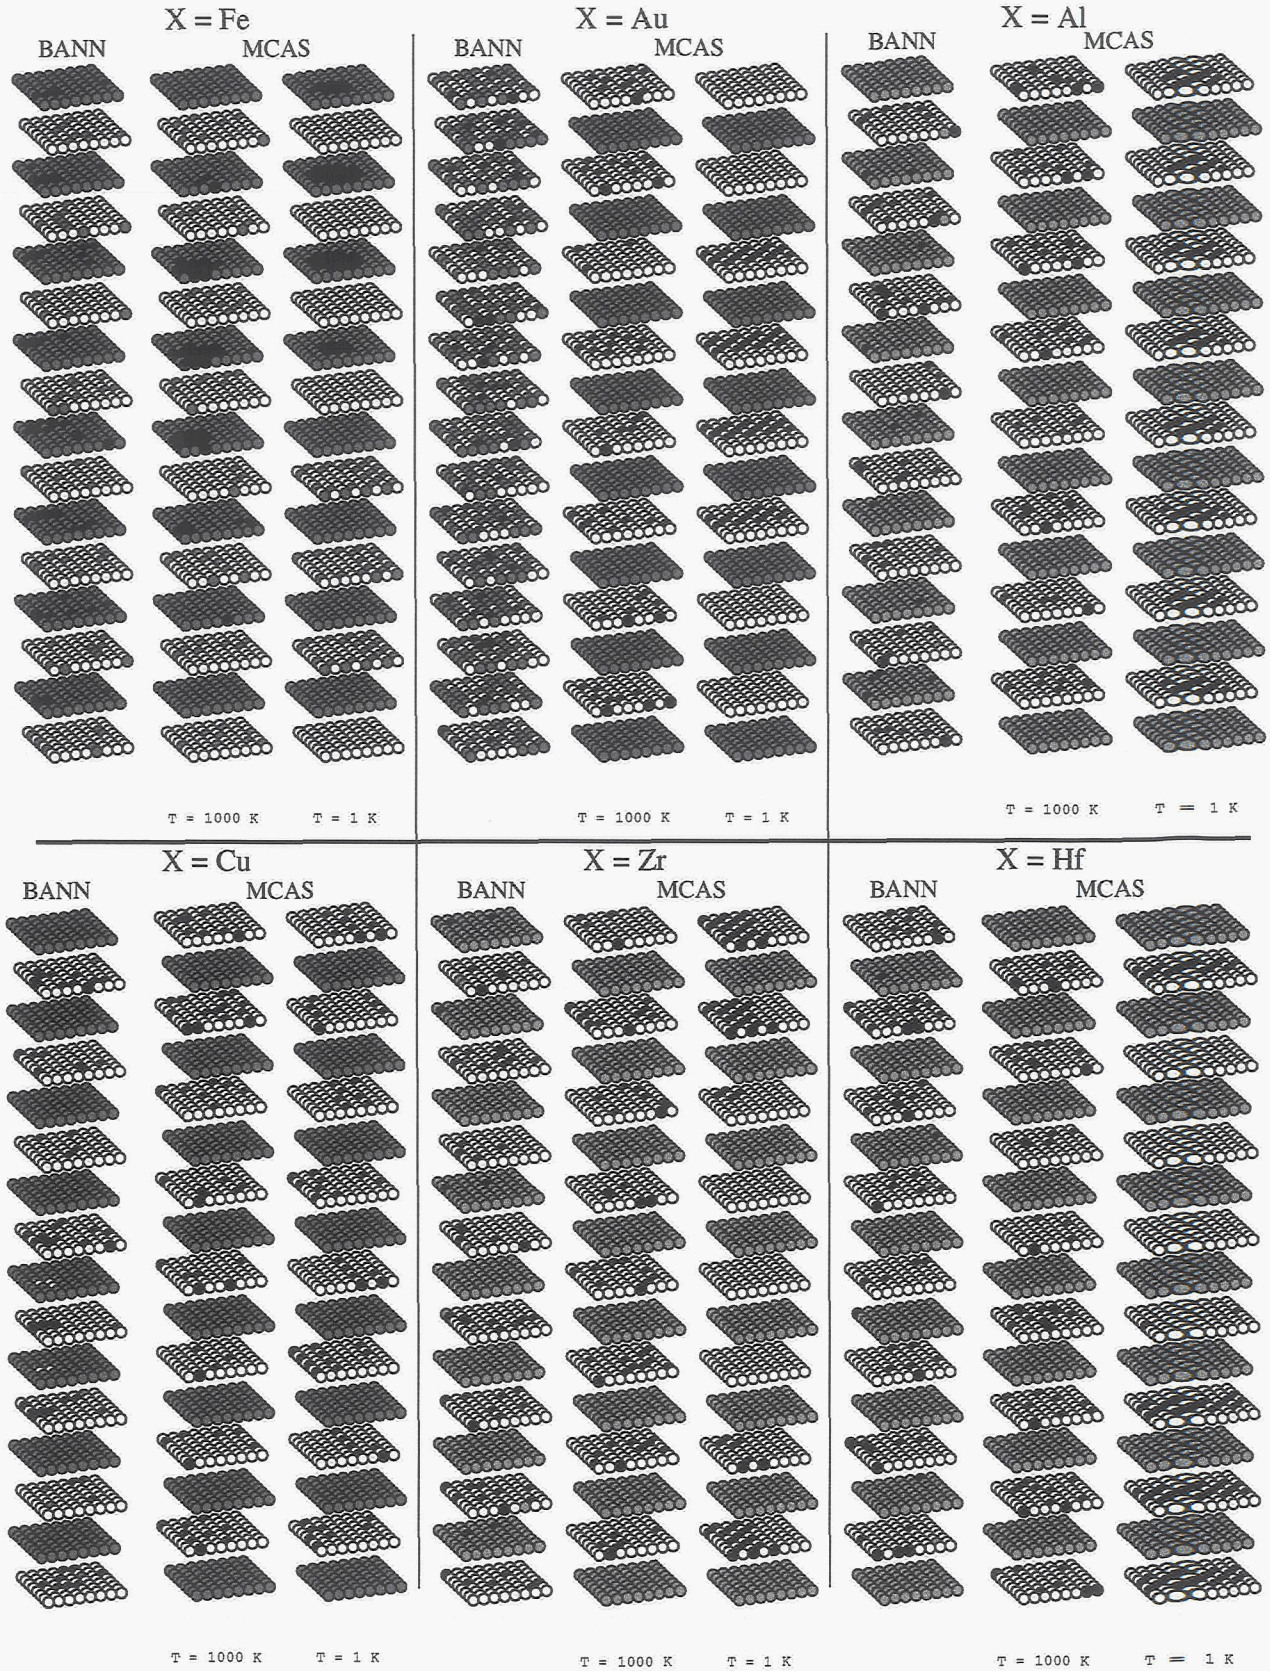 X = Fe
X = Au
X = Al
BANN
MCAS
BANN
MCAS
BANN
MCAS
T = 1000 K
T = 1 K
T = 1000 K
T = 1 K
T = 1000 K
T = 1 K
X = Cu
X = Zr
X = Hf
BANN
MCAS
BANN
MCAS
BANN
MCAS
T = 1000 K
T = 1 K
T = 1000 K
T = 1 K
T = 1000 K
T = 1 K